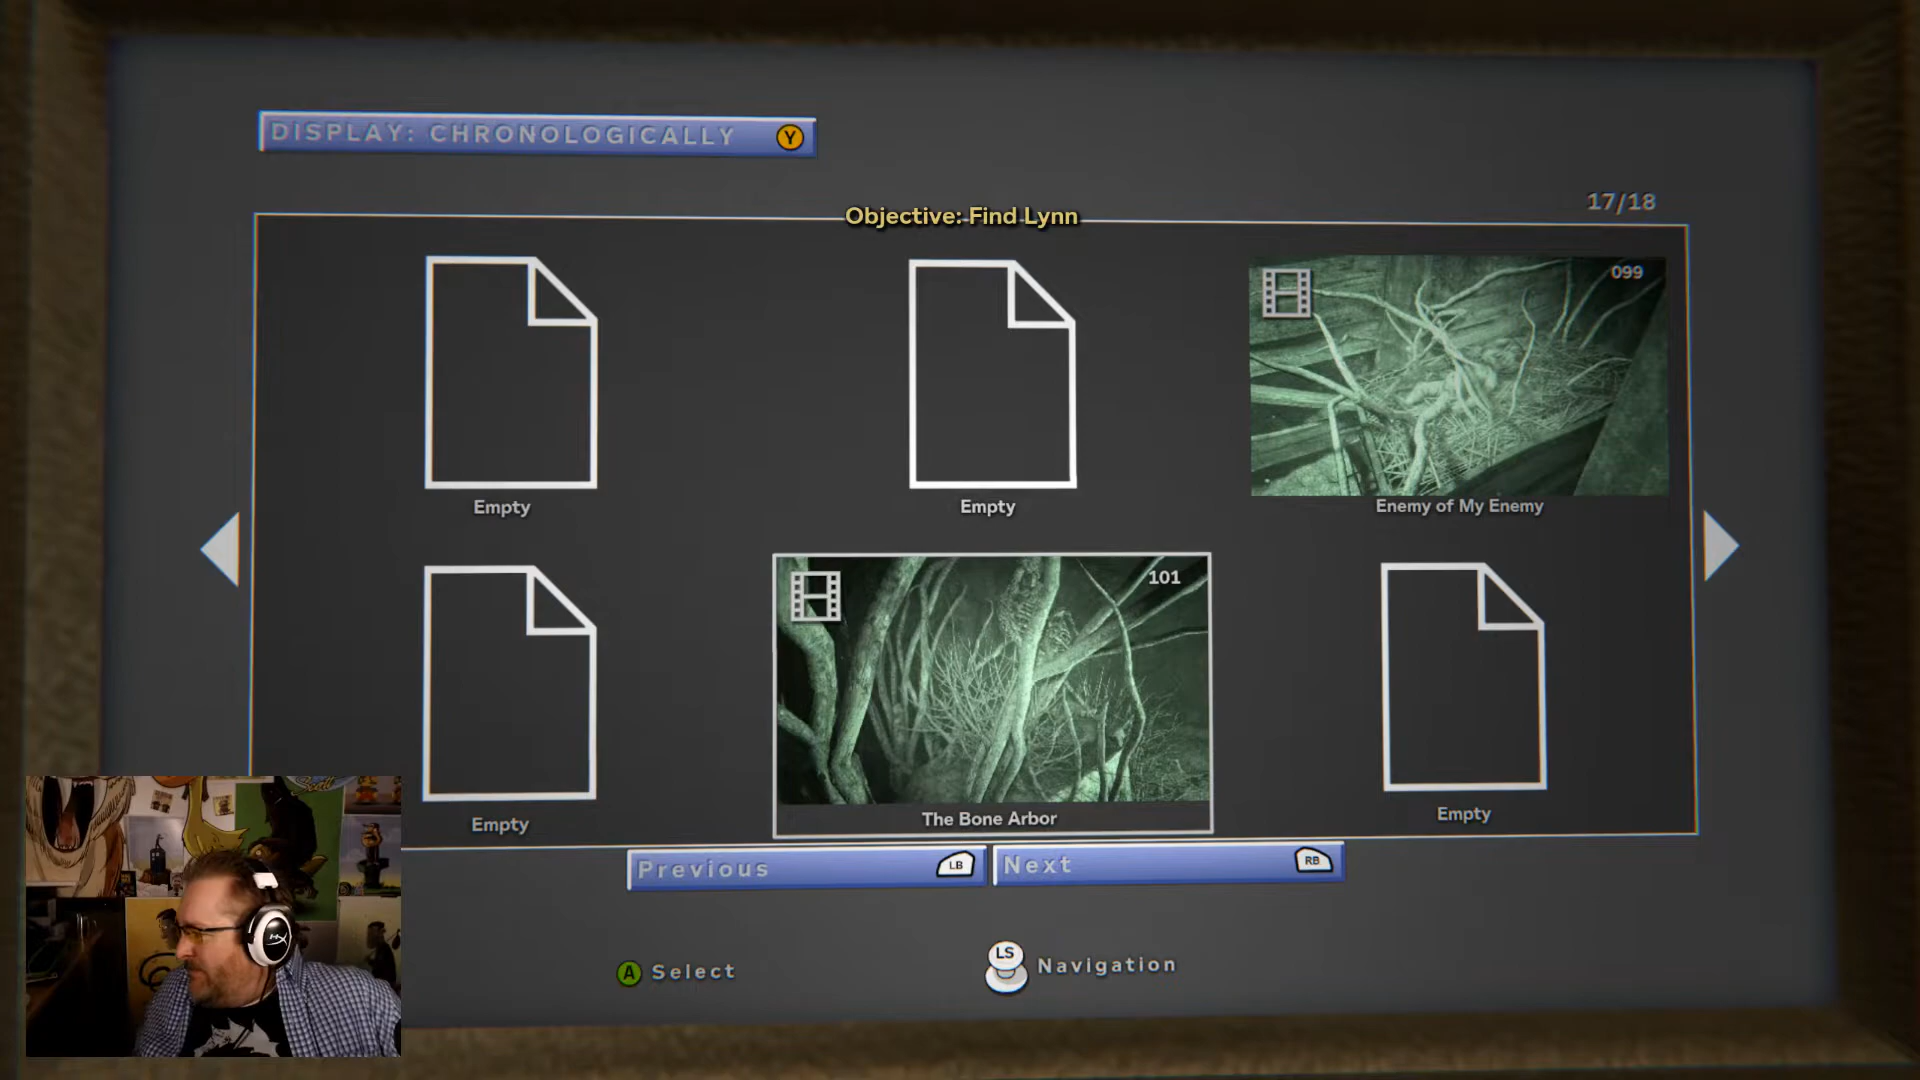 DISPLAY: CHRONOLOGICALLY Y
17/18
Objective: Find Lynn
099
Empty
Empty
Enemy of My Enemy
101
Empty
The Bone Arbor
Empty
Previous LB
Next RB
A Select
LS Navigation